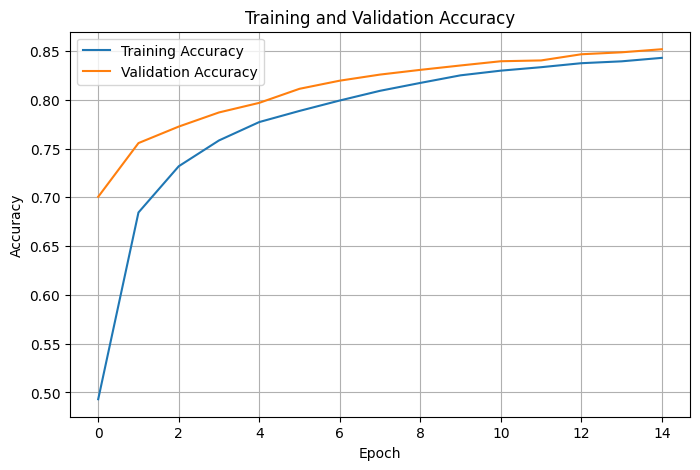 Training and Validation Accuracy
Training Accuracy
Validation Accuracy
Accuracy
0.85
0.80
0.75
0.70
0.65
0.60
0.55
0.50
0 2 4 6 8 10 12 14
Epoch